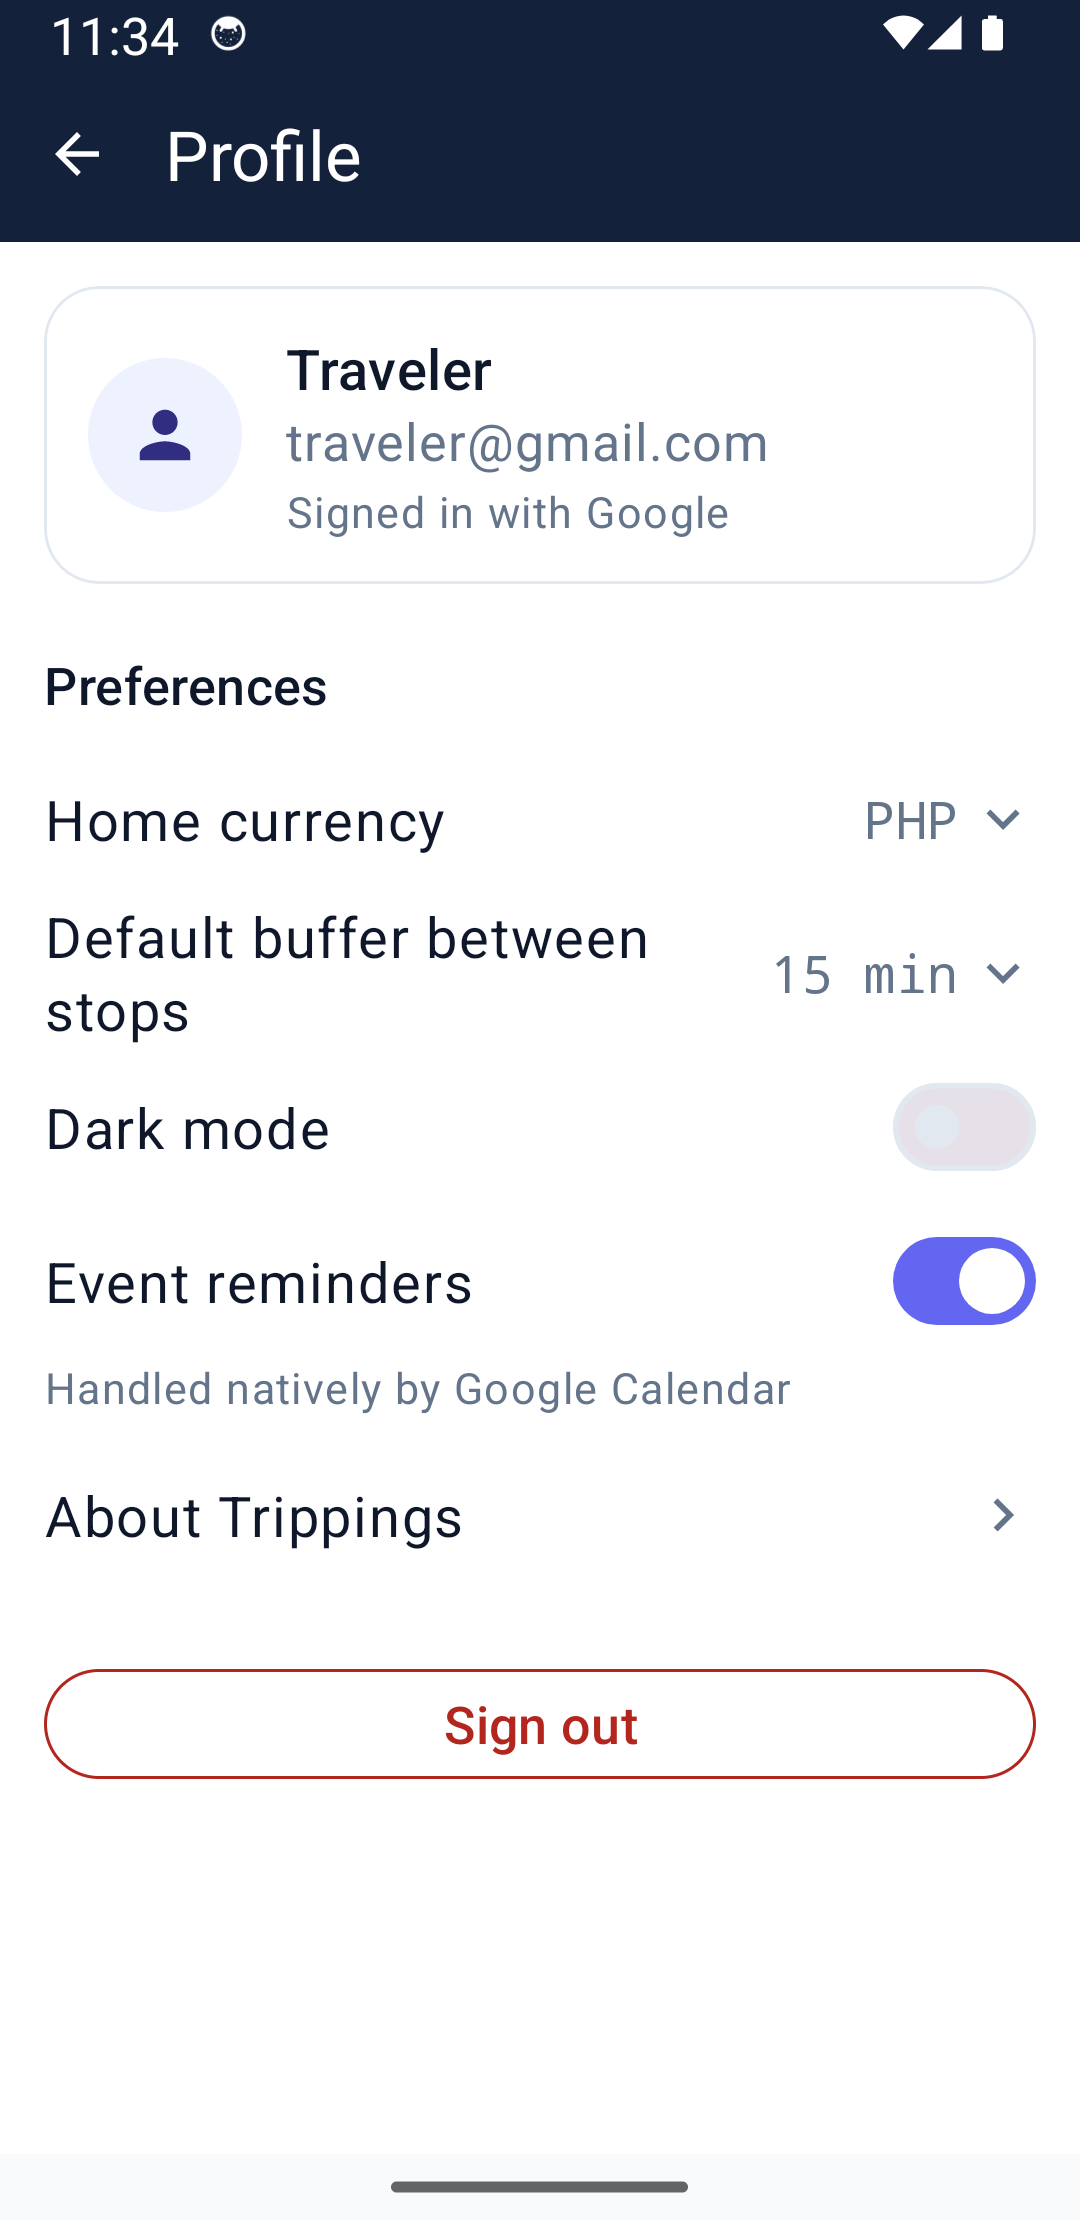 11:34
Profile
Traveler
traveler@gmail.com
Signed in with Google
Preferences
Home currency
PHP
Default buffer between
stops
15 min
Dark mode
Event reminders
Handled natively by Google Calendar
About Trippings
Sign out